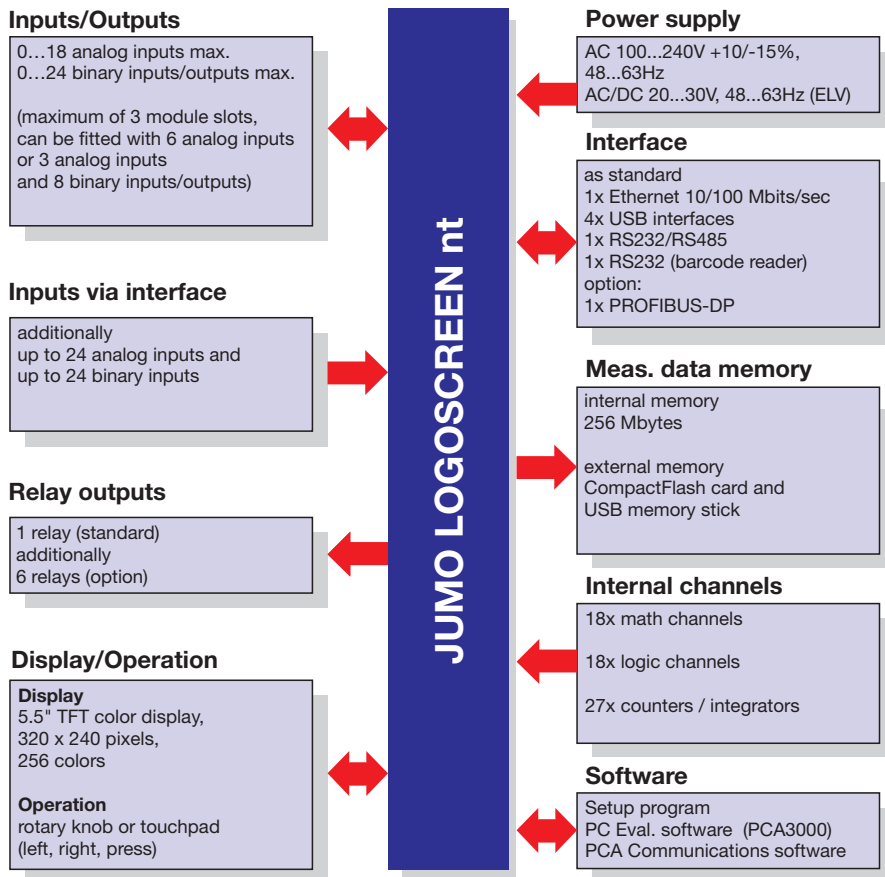 Inputs/Outputs
0…18 analog inputs max.
0…24 binary inputs/outputs max.
(maximum of 3 module slots,
can be fitted with 6 analog inputs
or 3 analog inputs
and 8 binary inputs/outputs)
Inputs via interface
additionally
up to 24 analog inputs and
up to 24 binary inputs
Relay outputs
1 relay (standard)
additionally
6 relays (option)
Display/Operation
Display
5.5" TFT color display,
320 x 240 pixels,
256 colors
Operation
rotary knob or touchpad
(left, right, press)
JUMO LOGOSCREEN nt
Power supply
AC 100...240V +10/-15%,
48...63Hz
AC/DC 20...30V, 48...63Hz (ELV)
Interface
as standard
1x Ethernet 10/100 Mbits/sec
4x USB interfaces
1x RS232/RS485
1x RS232 (barcode reader)
option:
1x PROFIBUS-DP
Meas. data memory
internal memory
256 Mbytes
external memory
CompactFlash card and
USB memory stick
Internal channels
18x math channels
18x logic channels
27x counters / integrators
Software
Setup program
PC Eval. software (PCA3000)
PCA Communications software